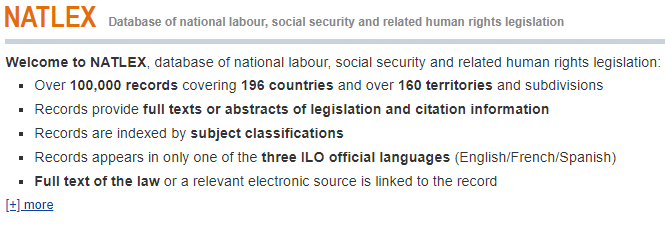 NATLEX Database of national labour, social security and related human rights legislation
Welcome to NATLEX, database of national labour, social security and related human rights legislation:
Over 100,000 records covering 196 countries and over 160 territories and subdivisions
Records provide full texts or abstracts of legislation and citation information
Records are indexed by subject classifications
Records appears in only one of the three ILO official languages (English/French/Spanish)
Full text of the law or a relevant electronic source is linked to the record
[+] more